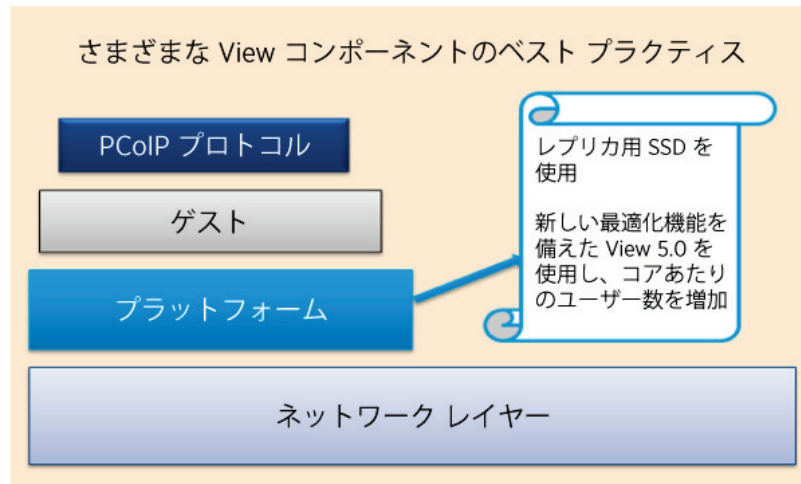 さまざまな View コンポーネントのベスト プラクティス
PCoIP プロトコル
ゲスト
プラットフォーム
ネットワーク レイヤー
レプリカ用 SSD を
使用
新しい最適化機能を
備えた View 5.0 を
使用し、コアあたり
のユーザー数を増加